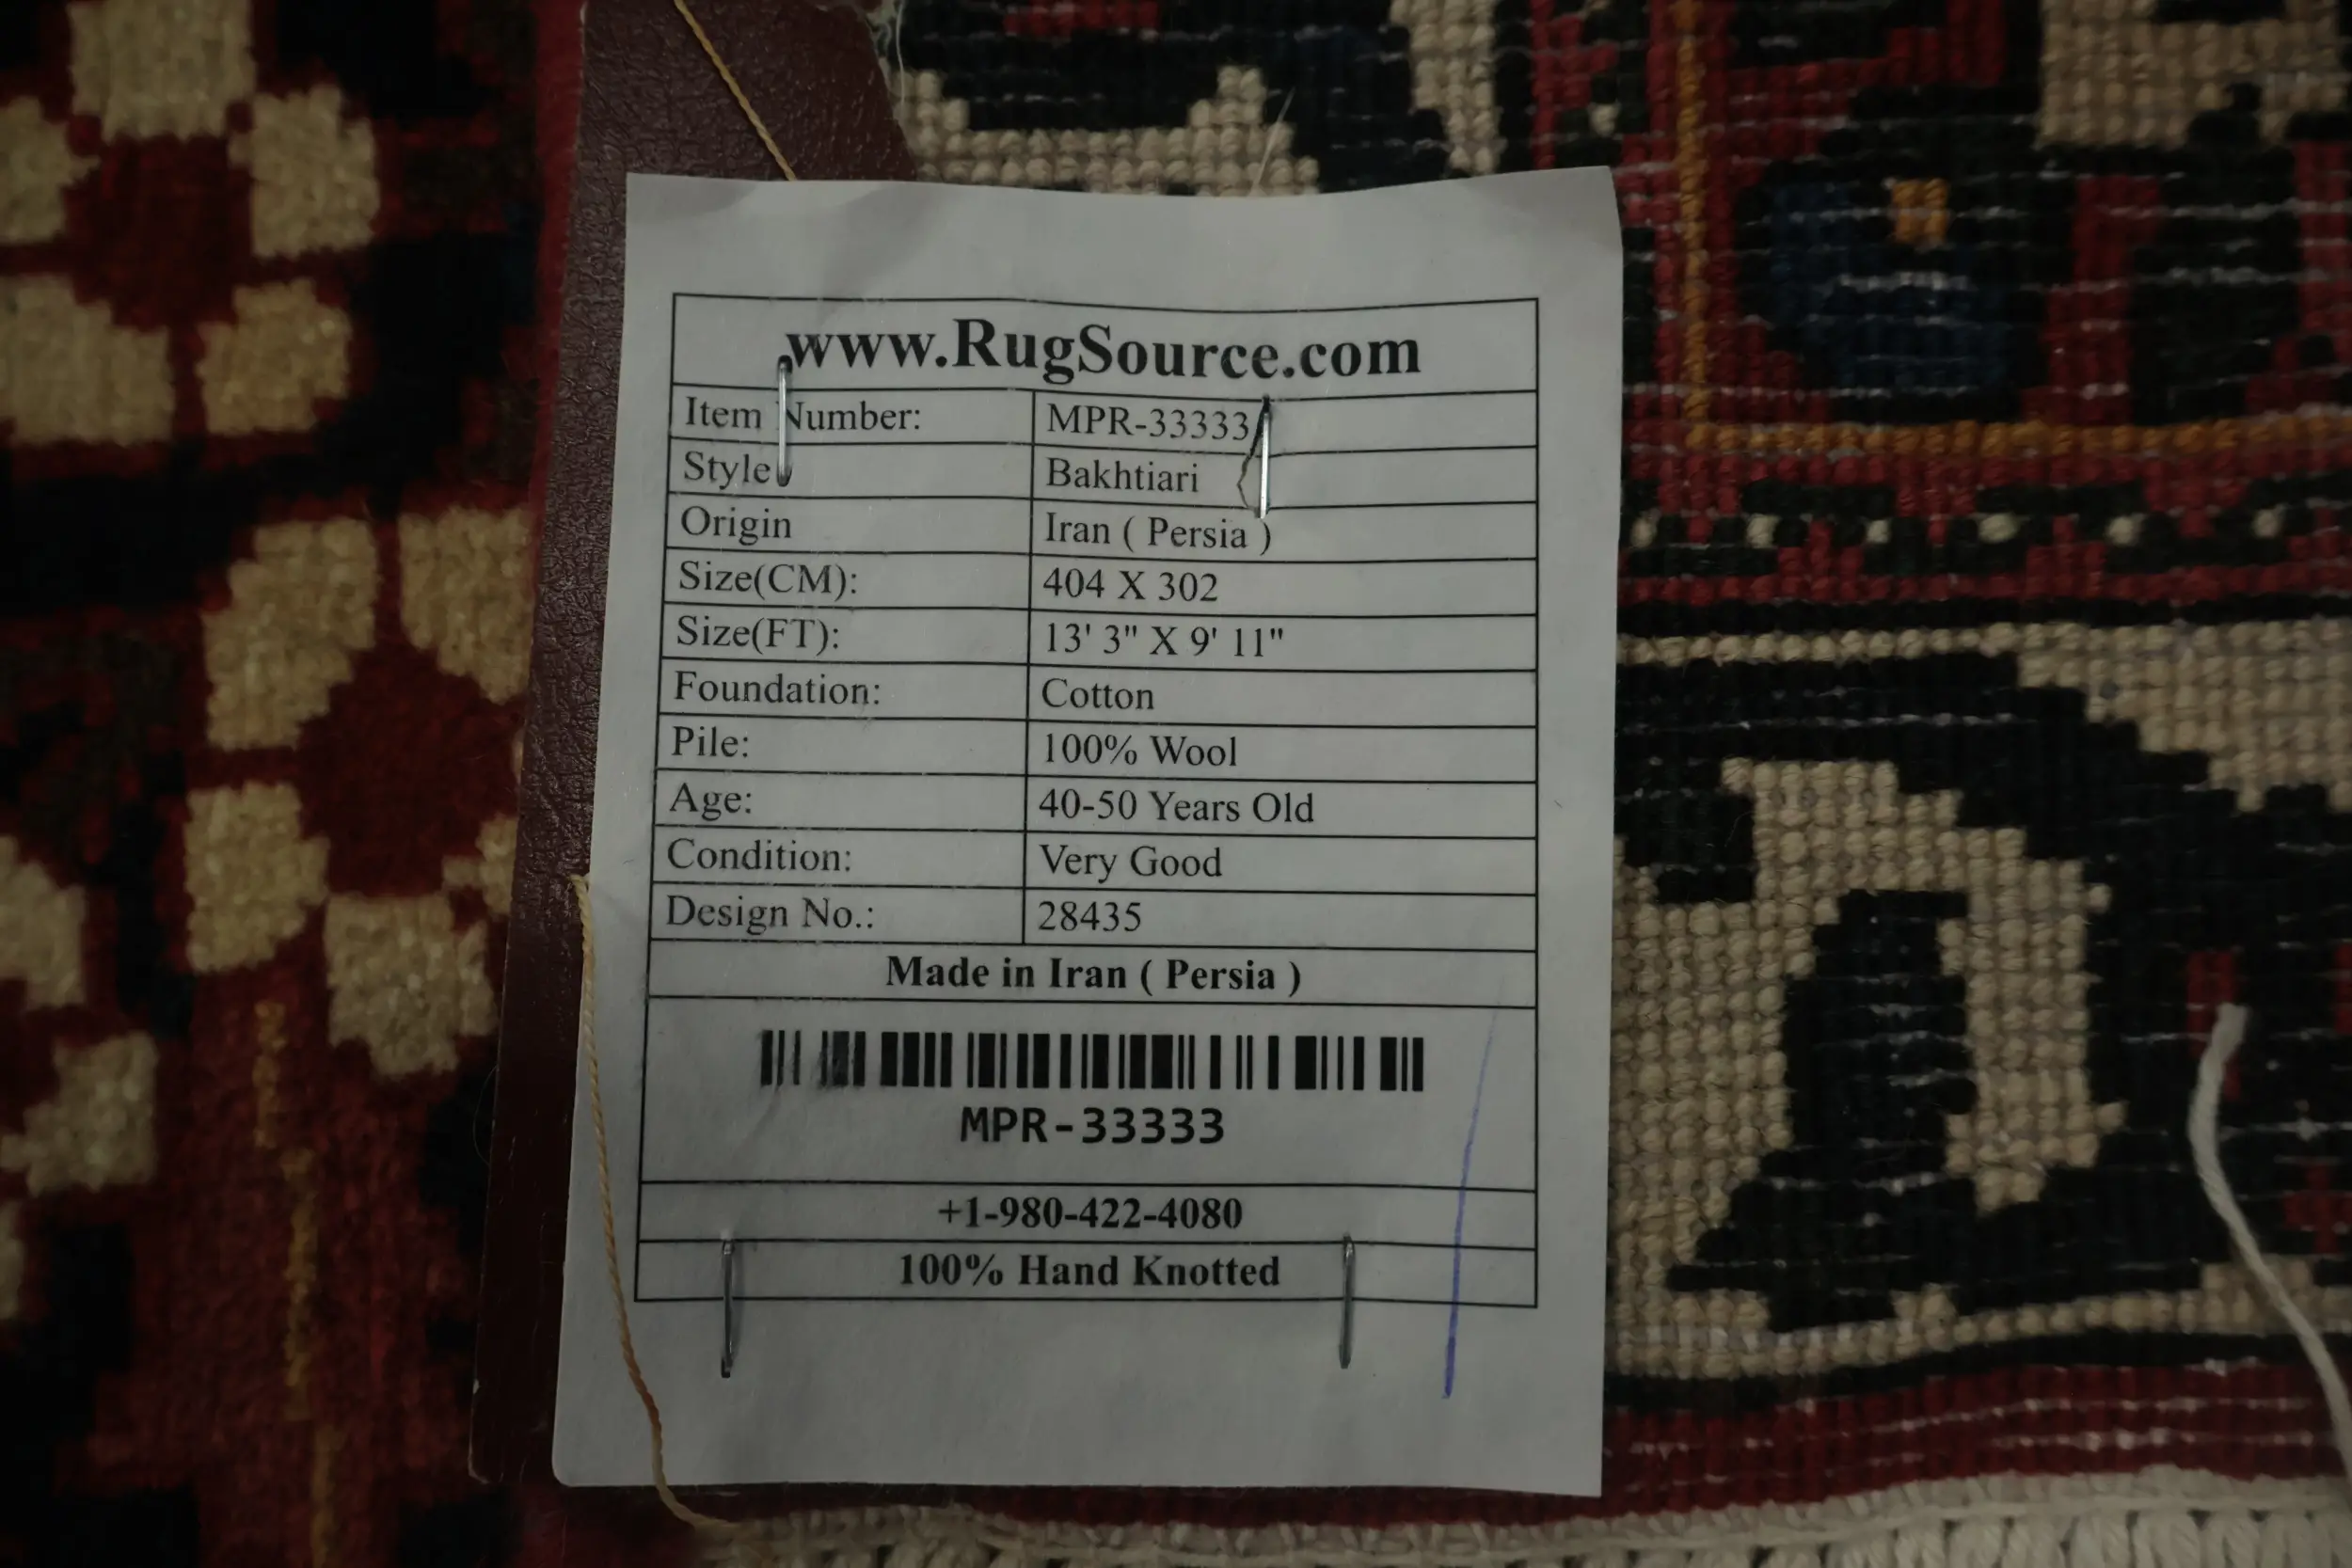 www.RugSource.com
Item Number: MPR-33333
Style Bakhtiari
Origin Iran ( Persia )
Size(CM): 404 X 302
Size(FT): 13' 3" X 9' 11"
Foundation: Cotton
Pile: 100% Wool
Age: 40-50 Years Old
Condition: Very Good
Design No.: 28435
Made in Iran ( Persia )
MPR-33333
+1-980-422-4080
100% Hand Knotted